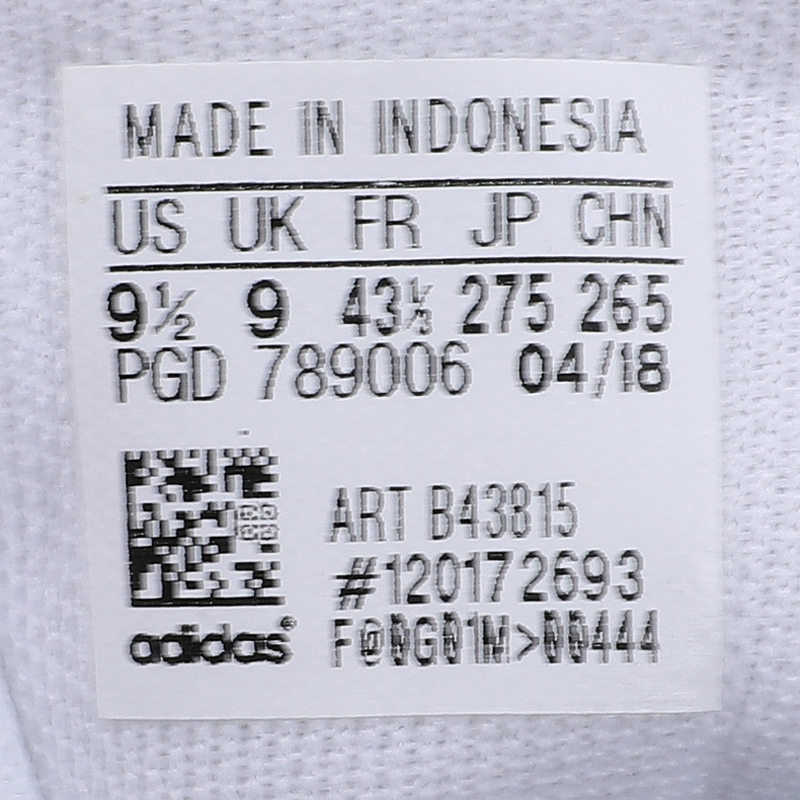 MADE IN INDONESIA
US UK FR JP CHN
9½ 9 43⅓ 275 265
PGD 789006 04/18
ART B43815
#120172693
adidas®